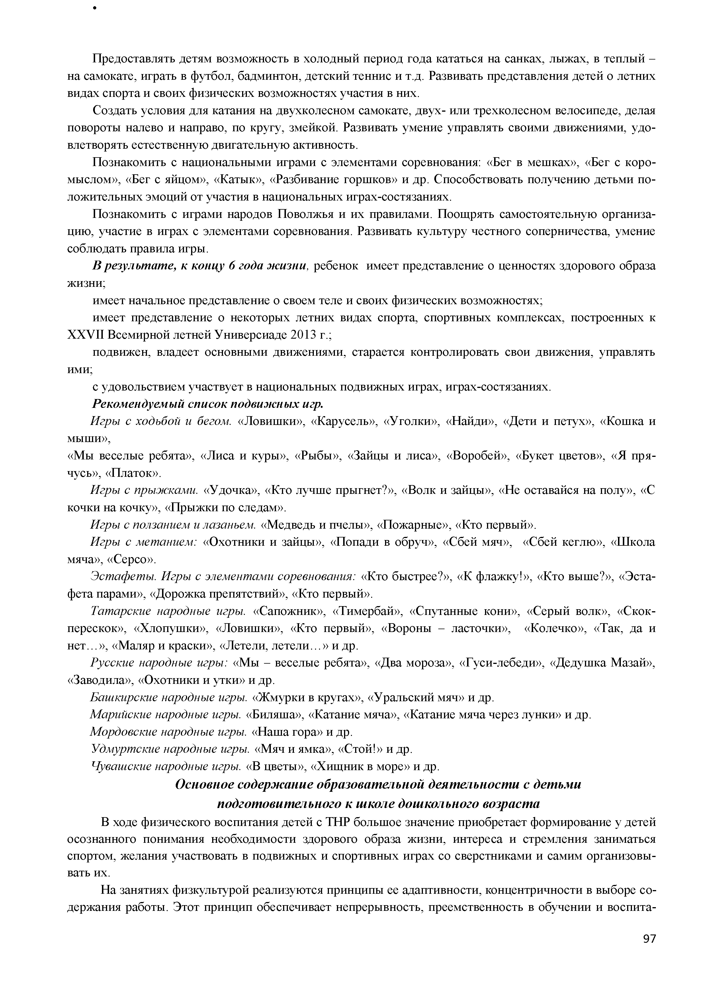 •
Предоставлять детям возможность в холодный период года кататься на санках, лыжах, в теплый –
на самокате, играть в футбол, бадминтон, детский теннис и т.д. Развивать представления детей о летних
видах спорта и своих физических возможностях участия в них.
Создать условия для катания на двухколесном самокате, двух- или трехколесном велосипеде, делая
повороты налево и направо, по кругу, змейкой. Развивать умение управлять своими движениями, удо-
влетворять естественную двигательную активность.
Познакомить с национальными играми с элементами соревнования: «Бег в мешках», «Бег с коро-
мыслом», «Бег с яйцом», «Катык», «Разбивание горшков» и др. Способствовать получению детьми по-
ложительных эмоций от участия в национальных играх-состязаниях.
Познакомить с играми народов Поволжья и их правилами. Поощрять самостоятельную организа-
цию, участие в играх с элементами соревнования. Развивать культуру честного соперничества, умение
соблюдать правила игры.
В результате, к концу 6 года жизни, ребенок  имеет представление о ценностях здорового образа
жизни;
имеет начальное представление о своем теле и своих физических возможностях;
имеет представление о некоторых летних видах спорта, спортивных комплексах, построенных к
XXVII Всемирной летней Универсиаде 2013 г.;
подвижен, владеет основными движениями, старается контролировать свои движения, управлять
ими;
с удовольствием участвует в национальных подвижных играх, играх-состязаниях.
Рекомендуемый список подвижных игр.
Игры с ходьбой и бегом. «Ловишки», «Карусель», «Уголки», «Найди», «Дети и петух», «Кошка и
мыши»,
«Мы веселые ребята», «Лиса и куры», «Рыбы», «Зайцы и лиса», «Воробей», «Букет цветов», «Я пря-
чусь», «Платок».
Игры с прыжками. «Удочка», «Кто лучше прыгнет?», «Волк и зайцы», «Не оставайся на полу», «С
кочки на кочку», «Прыжки по следам».
Игры с ползанием и лазаньем. «Медведь и пчелы», «Пожарные», «Кто первый».
Игры с метанием: «Охотники и зайцы», «Попади в обруч», «Сбей мяч»,  «Сбей кеглю», «Школа
мяча», «Серсо».
Эстафеты. Игры с элементами соревнования: «Кто быстрее?», «К флажку!», «Кто выше?», «Эста-
фета парами», «Дорожка препятствий», «Кто первый».
Татарские народные игры. «Сапожник», «Тимербай», «Спутанные кони», «Серый волк», «Скок-
перескок», «Хлопушки», «Ловишки», «Кто первый», «Вороны – ласточки»,  «Колечко», «Так, да и
нет…», «Маляр и краски», «Летели, летели…» и др.
Русские народные игры: «Мы – веселые ребята», «Два мороза», «Гуси-лебеди», «Дедушка Мазай»,
«Заводила», «Охотники и утки» и др.
Башкирские народные игры. «Жмурки в кругах», «Уральский мяч» и др.
Марийские народные игры. «Биляша», «Катание мяча», «Катание мяча через лунки» и др.
Мордовские народные игры. «Наша гора» и др.
Удмуртские народные игры. «Мяч и ямка», «Стой!» и др.
Чувашские народные игры. «В цветы», «Хищник в море» и др.
Основное содержание образовательной деятельности с детьми
подготовительного к школе дошкольного возраста
В ходе физического воспитания детей с ТНР большое значение приобретает формирование у детей
осознанного понимания необходимости здорового образа жизни, интереса и стремления заниматься
спортом, желания участвовать в подвижных и спортивных играх со сверстниками и самим организовы-
вать их.
На занятиях физкультурой реализуются принципы ее адаптивности, концентричности в выборе со-
держания работы. Этот принцип обеспечивает непрерывность, преемственность в обучении и воспита-
97